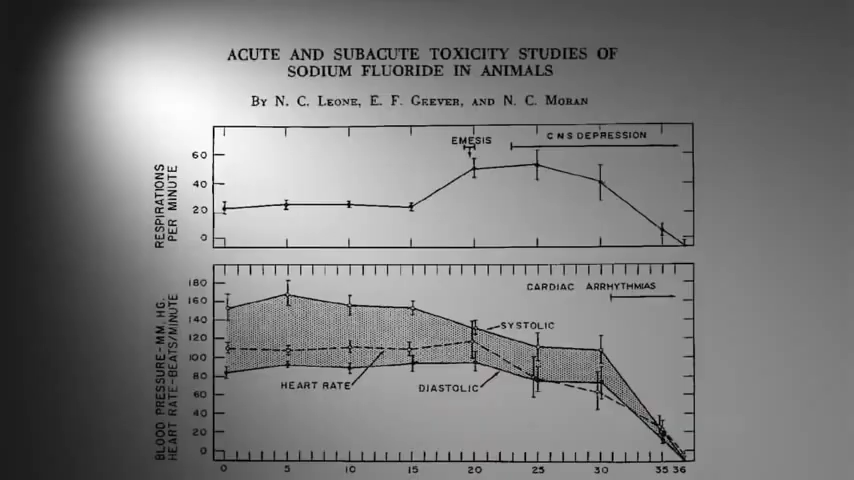 ACUTE AND SUBACUTE TOXICITY STUDIES OF
SODIUM FLUORIDE IN ANIMALS
BY N. C. LEONE, E. F. GEEVER, AND N. C. MORAN
EMESIS
CNS DEPRESSION
RESPIRATIONS
PER MINUTE
60
40
20
0
CARDIAC ARRHYTHMIAS
BLOOD PRESSURE-MM, HG.
HEART RATE-BEATS/MINUTE
180
160
140
120
100
80
60
40
20
0
SYSTOLIC
HEART RATE
DIASTOLIC
0 5 10 15 20 25 30 35 36